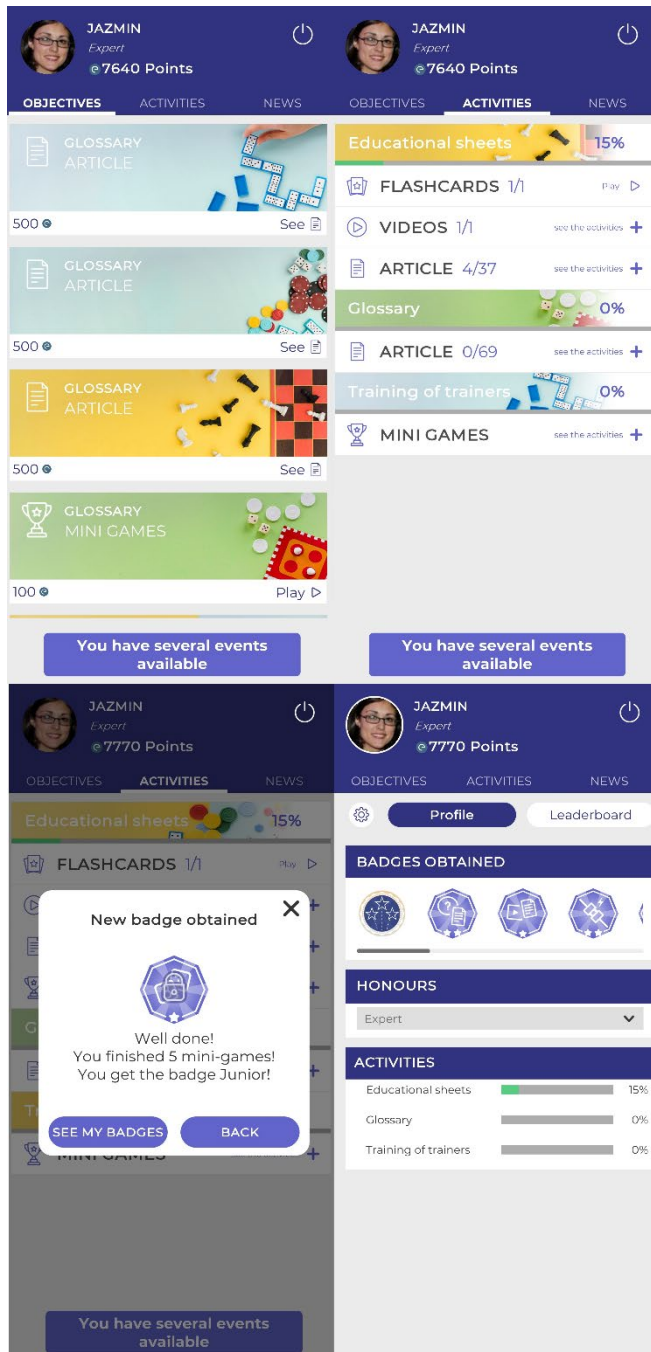 JAZMIN
Expert
7640 Points
OBJECTIVES ACTIVITIES NEWS
GLOSSARY
ARTICLE
500 See
GLOSSARY
ARTICLE
500 See
GLOSSARY
ARTICLE
500 See
GLOSSARY
MINI GAMES
100 Play
You have several events
available
JAZMIN
Expert
7640 Points
OBJECTIVES ACTIVITIES NEWS
Educational sheets 15%
FLASHCARDS 1/1 Play
VIDEOS 1/1 see the activities +
ARTICLE 4/37 see the activities +
Glossary 0%
ARTICLE 0/69 see the activities +
Training of trainers 0%
MINI GAMES see the activities +
You have several events
available
JAZMIN
Expert
7770 Points
OBJECTIVES ACTIVITIES NEWS
Educational sheets 15%
FLASHCARDS 1/1 Play
New badge obtained
Well done!
You finished 5 mini-games!
You get the badge Junior!
SEE MY BADGES BACK
MINI GAMES
You have several events
available
JAZMIN
Expert
7770 Points
OBJECTIVES ACTIVITIES NEWS
Profile Leaderboard
BADGES OBTAINED
HONOURS
Expert
ACTIVITIES
Educational sheets 15%
Glossary 0%
Training of trainers 0%